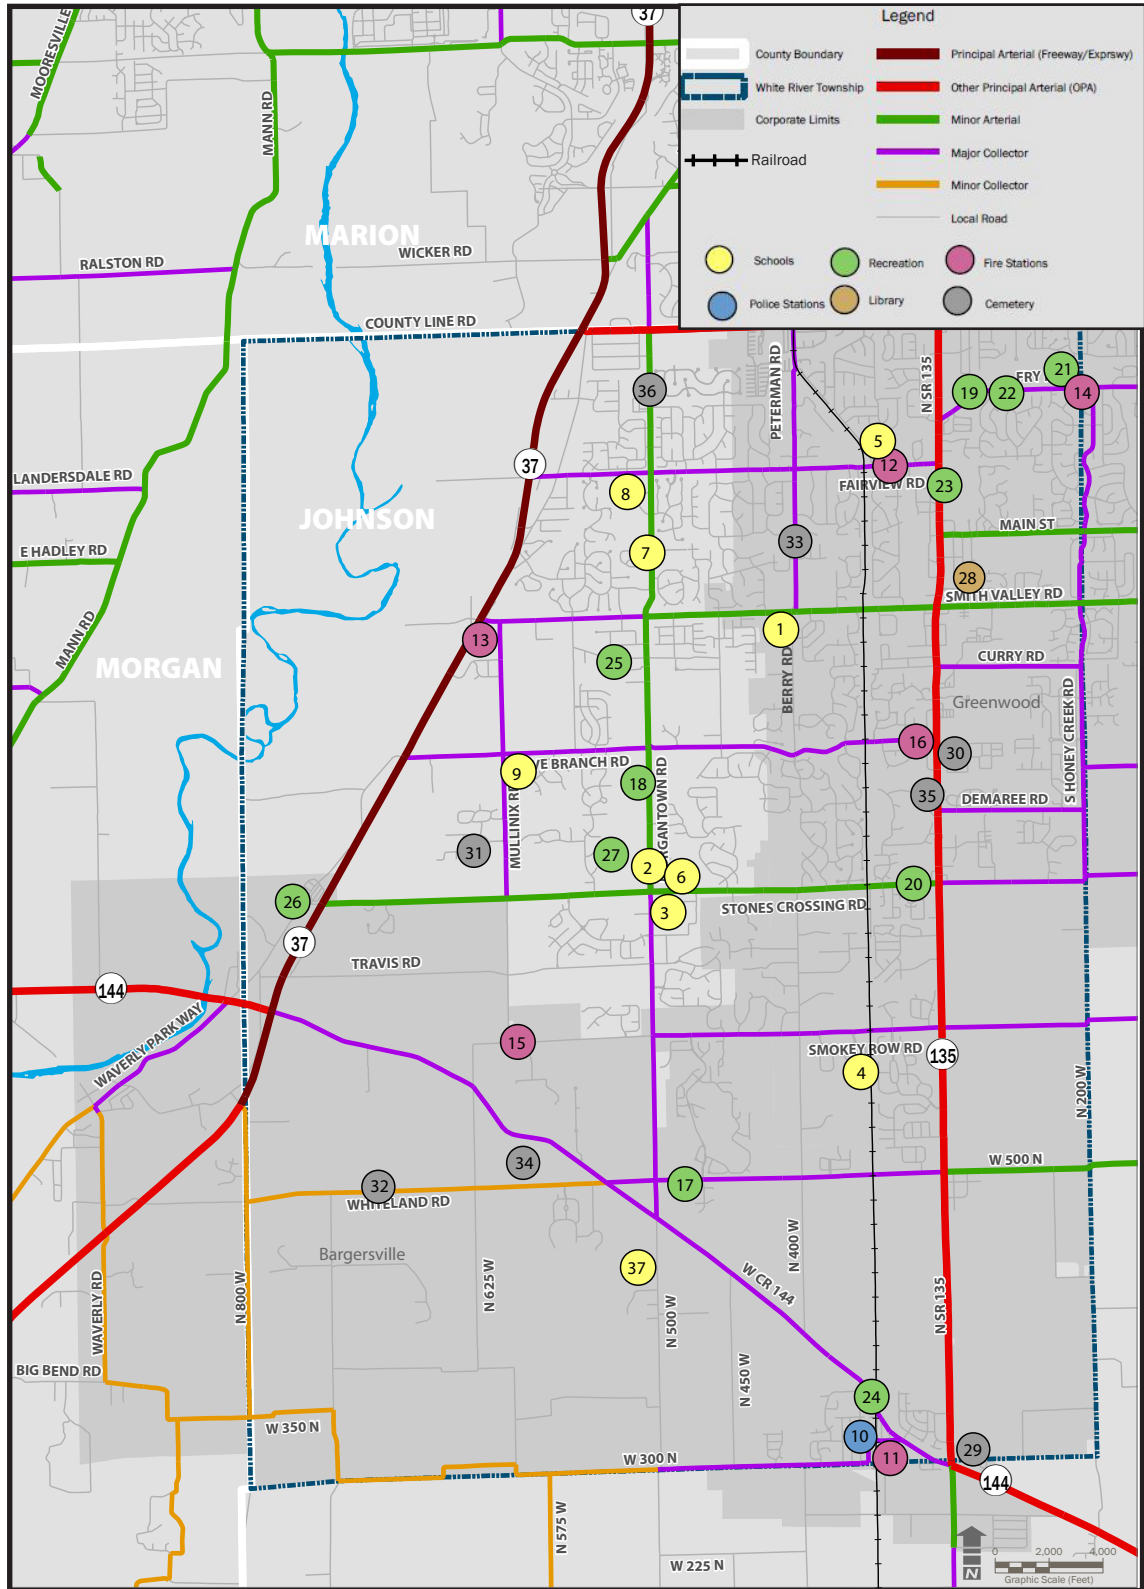 37
Legend
County Boundary
White River Township
Corporate Limits
Railroad
Principal Arterial (Freeway/Exprswy)
Other Principal Arterial (OPA)
Minor Arterial
Major Collector
Minor Collector
Local Road
Schools
Recreation
Fire Stations
Police Stations
Library
Cemetery
MOORESVILLE
MANN RD
MARION
WICKER RD
RALSTON RD
COUNTY LINE RD
PETERMAN RD
N SR 135
FRY
21
19
22
14
36
5
12
37
LANDERSDALE RD
FAIRVIEW RD
23
8
JOHNSON
MAIN ST
33
E HADLEY RD
7
28
SMITH VALLEY RD
MANN RD
13
1
25
CURRY RD
MORGAN
BERRY RD
Greenwood
S HONEY CREEK RD
16
30
VE BRANCH RD
9
18
RGANTOWN RD
35
DEMAREE RD
MULLINIX R
31
27
2
6
20
26
3
STONES CROSSING RD
37
TRAVIS RD
144
WAVERLY PARK WAY
15
SMOKEY ROW RD
135
4
N 200 W
W 500 N
34
32
17
WHITELAND RD
Bargersville
37
N 400 W
W CR 144
N 625 W
N 800 W
WAVERLY RD
N 500 W
N SR 135
BIG BEND RD
N 450 W
24
W 350 N
10
11
29
W 300 N
144
N 575 W
W 225 N
N
0
2,000
4,000
Graphic Scale (Feet)